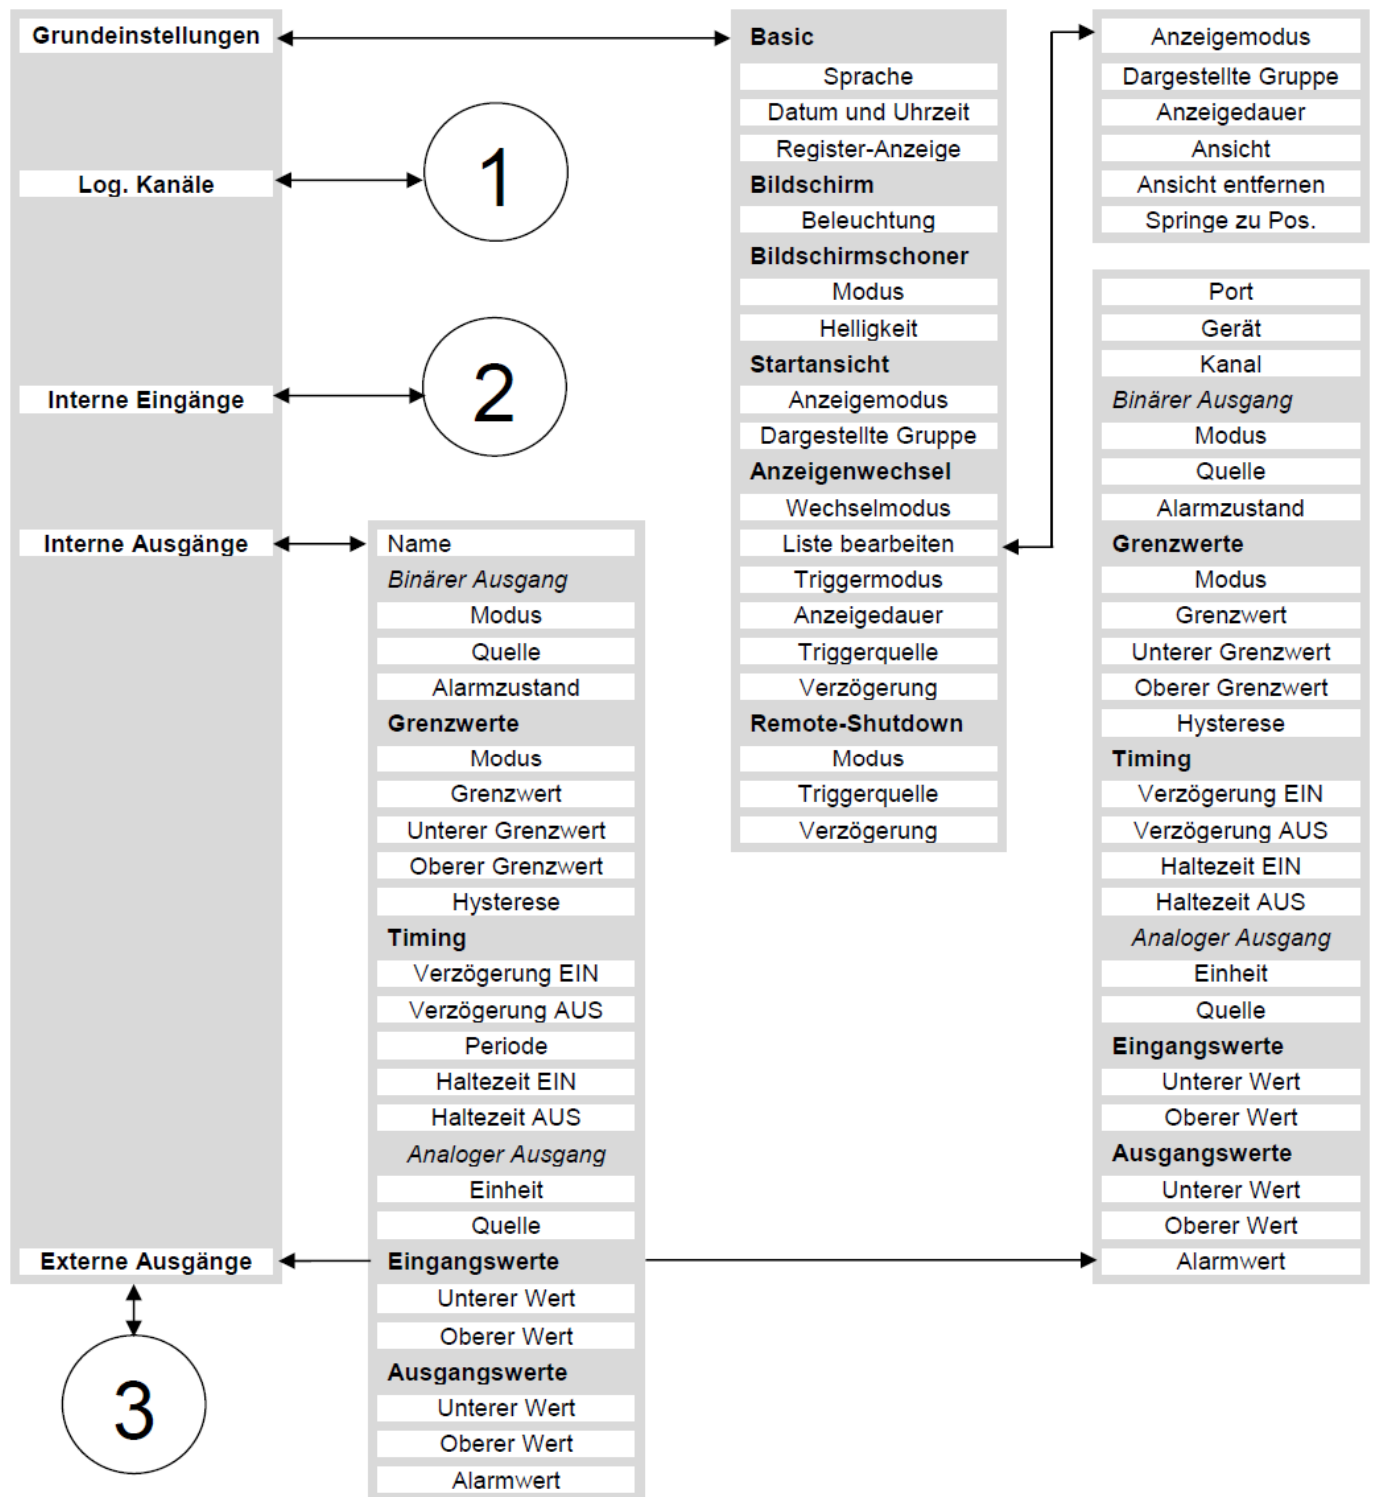 Grundeinstellungen
Log. Kanäle
Interne Eingänge
Interne Ausgänge
Externe Ausgänge
1
2
3
Name
Binärer Ausgang
Modus
Quelle
Alarmzustand
Grenzwerte
Modus
Grenzwert
Unterer Grenzwert
Oberer Grenzwert
Hysterese
Timing
Verzögerung EIN
Verzögerung AUS
Periode
Haltezeit EIN
Haltezeit AUS
Analoger Ausgang
Einheit
Quelle
Eingangswerte
Unterer Wert
Oberer Wert
Ausgangswerte
Unterer Wert
Oberer Wert
Alarmwert
Basic
Sprache
Datum und Uhrzeit
Register-Anzeige
Bildschirm
Beleuchtung
Bildschirmschoner
Modus
Helligkeit
Startansicht
Anzeigemodus
Dargestellte Gruppe
Anzeigenwechsel
Wechselmodus
Liste bearbeiten
Triggermodus
Anzeigedauer
Triggerquelle
Verzögerung
Remote-Shutdown
Modus
Triggerquelle
Verzögerung
Anzeigemodus
Dargestellte Gruppe
Anzeigedauer
Ansicht
Ansicht entfernen
Springe zu Pos.
Port
Gerät
Kanal
Binärer Ausgang
Modus
Quelle
Alarmzustand
Grenzwerte
Modus
Grenzwert
Unterer Grenzwert
Oberer Grenzwert
Hysterese
Timing
Verzögerung EIN
Verzögerung AUS
Haltezeit EIN
Haltezeit AUS
Analoger Ausgang
Einheit
Quelle
Eingangswerte
Unterer Wert
Oberer Wert
Ausgangswerte
Unterer Wert
Oberer Wert
Alarmwert